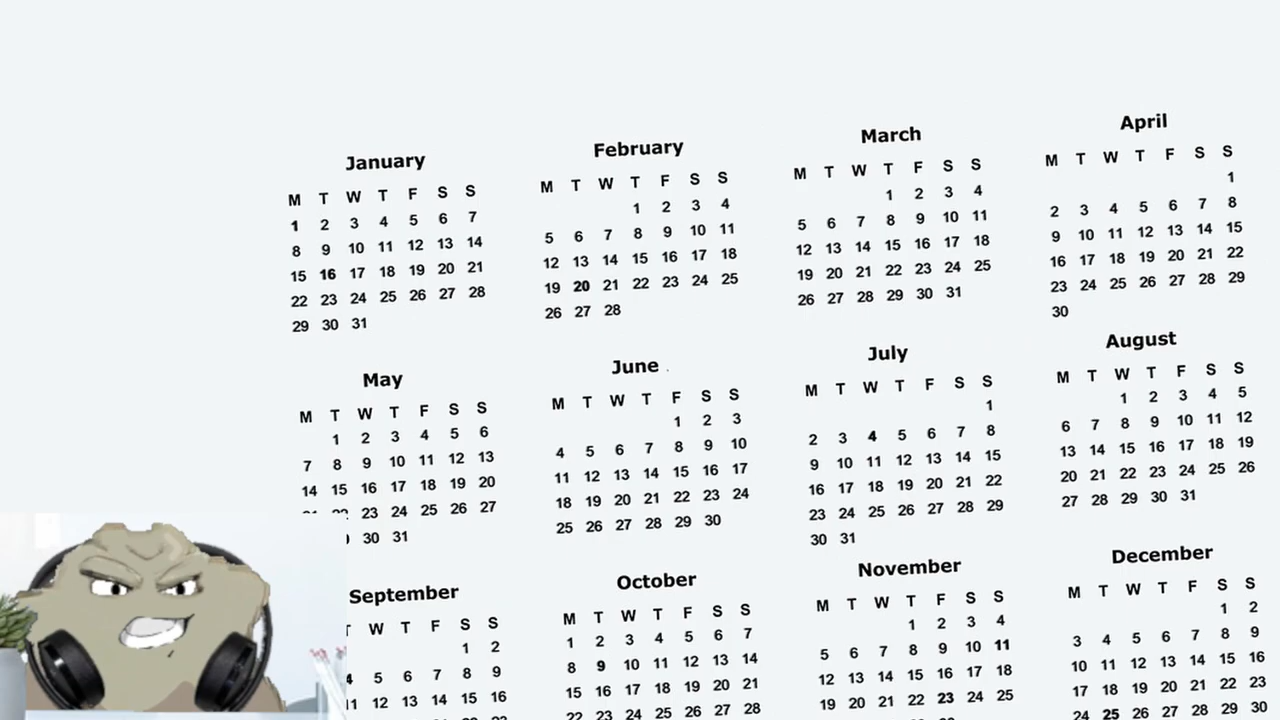 January
M T W T F S S
1 2 3 4 5 6 7
8 9 10 11 12 13 14
15 16 17 18 19 20 21
22 23 24 25 26 27 28
29 30 31
February
M T W T F S S
1 2 3 4
5 6 7 8 9 10 11
12 13 14 15 16 17 18
19 20 21 22 23 24 25
26 27 28
March
M T W T F S S
1 2 3 4
5 6 7 8 9 10 11
12 13 14 15 16 17 18
19 20 21 22 23 24 25
26 27 28 29 30 31
April
M T W T F S S
1
2 3 4 5 6 7 8
9 10 11 12 13 14 15
16 17 18 19 20 21 22
23 24 25 26 27 28 29
30
May
M T W T F S S
1 2 3 4 5 6
7 8 9 10 11 12 13
14 15 16 17 18 19 20
23 24 25 26 27
30 31
June
M T W T F S S
1 2 3
4 5 6 7 8 9 10
11 12 13 14 15 16 17
18 19 20 21 22 23 24
25 26 27 28 29 30
July
M T W T F S S
1
2 3 4 5 6 7 8
9 10 11 12 13 14 15
16 17 18 19 20 21 22
23 24 25 26 27 28 29
30 31
August
M T W T F S S
1 2 3 4 5
6 7 8 9 10 11 12
13 14 15 16 17 18 19
20 21 22 23 24 25 26
27 28 29 30 31
September
T W T F S S
1 2
4 5 6 7 8 9
11 12 13 14 15 16
October
M T W T F S S
1 2 3 4 5 6 7
8 9 10 11 12 13 14
15 16 17 18 19 20 21
22 23 24 25 26 27 28
November
M T W T F S S
1 2 3 4
5 6 7 8 9 10 11
12 13 14 15 16 17 18
19 20 21 22 23 24 25
December
M T W T F S S
1 2
3 4 5 6 7 8 9
10 11 12 13 14 15 16
17 18 19 20 21 22 23
24 25 26 27 28 29 30